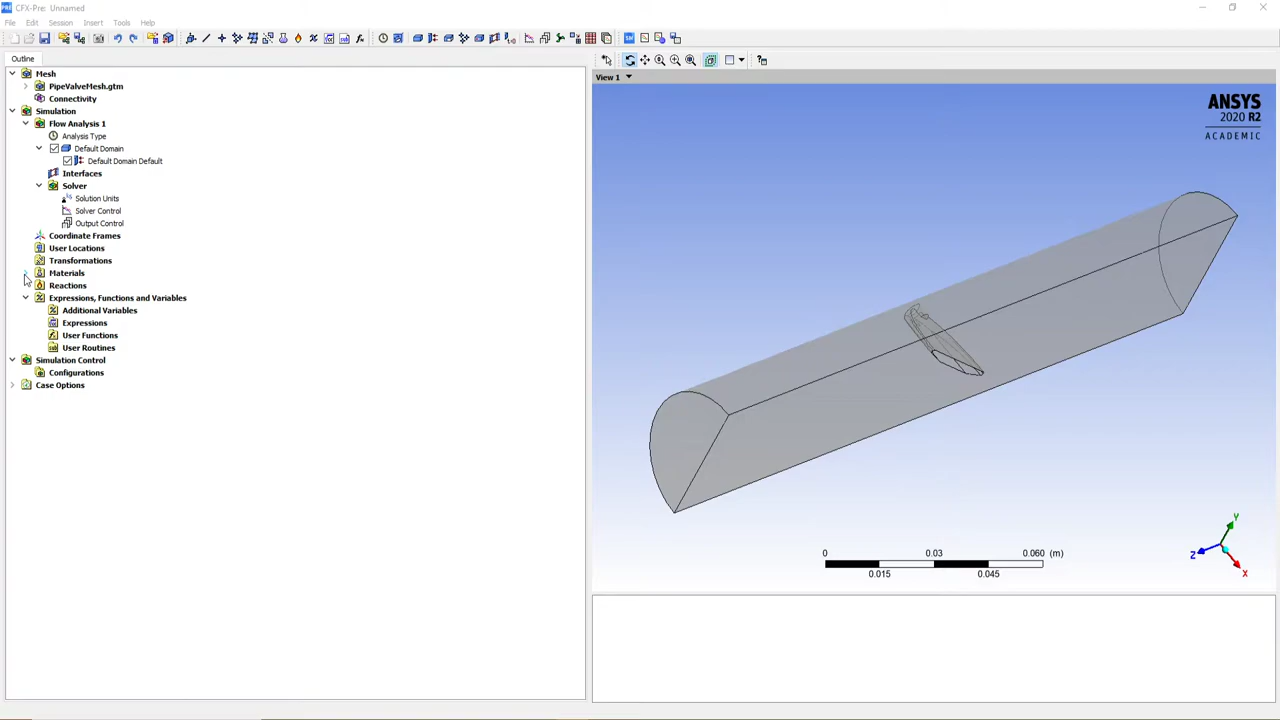 CFX-Pre: Unnamed
File Edit Session Insert Tools Help
Outline
Mesh
PipeValveMesh.gtm
Connectivity
Simulation
Flow Analysis 1
Analysis Type
Default Domain
Default Domain Default
Interfaces
Solver
Solution Units
Solver Control
Output Control
Coordinate Frames
User Locations
Transformations
Materials
Reactions
Expressions, Functions and Variables
Additional Variables
Expressions
User Functions
User Routines
Simulation Control
Configurations
Case Options
View 1
ANSYS
2020 R2
ACADEMIC
0 0.03 0.060 (m)
0.015 0.045
Y
Z
X